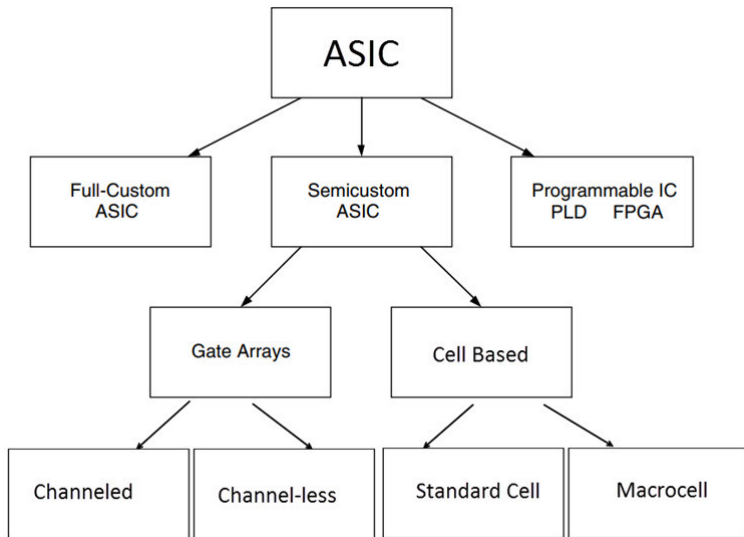 ASIC
Full-Custom
ASIC
Semicustom
ASIC
Programmable IC
PLD FPGA
Gate Arrays
Cell Based
Channeled
Channel-less
Standard Cell
Macrocell